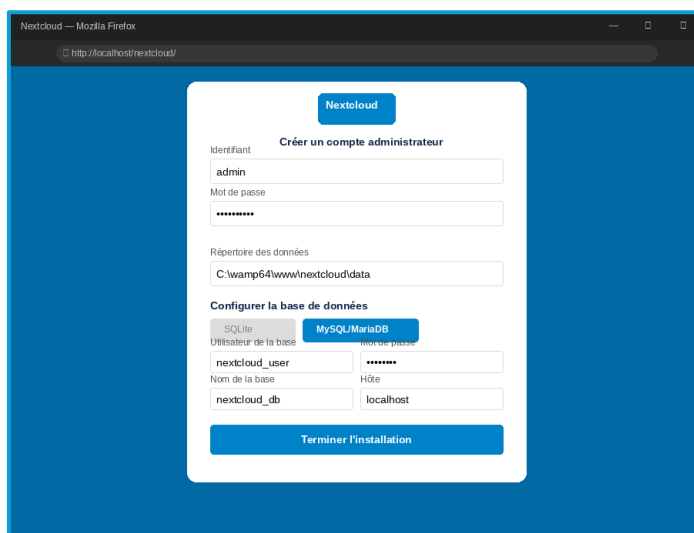 Nextcloud — Mozilla Firefox
http://localhost/nextcloud/
Nextcloud
Créer un compte administrateur
Identifiant
admin
Mot de passe
••••••••••
Répertoire des données
C:\wamp64\www\nextcloud\data
Configurer la base de données
SQLite MySQL/MariaDB
Utilisateur de la base Mot de passe
nextcloud_user ••••••••
Nom de la base Hôte
nextcloud_db localhost
Terminer l'installation